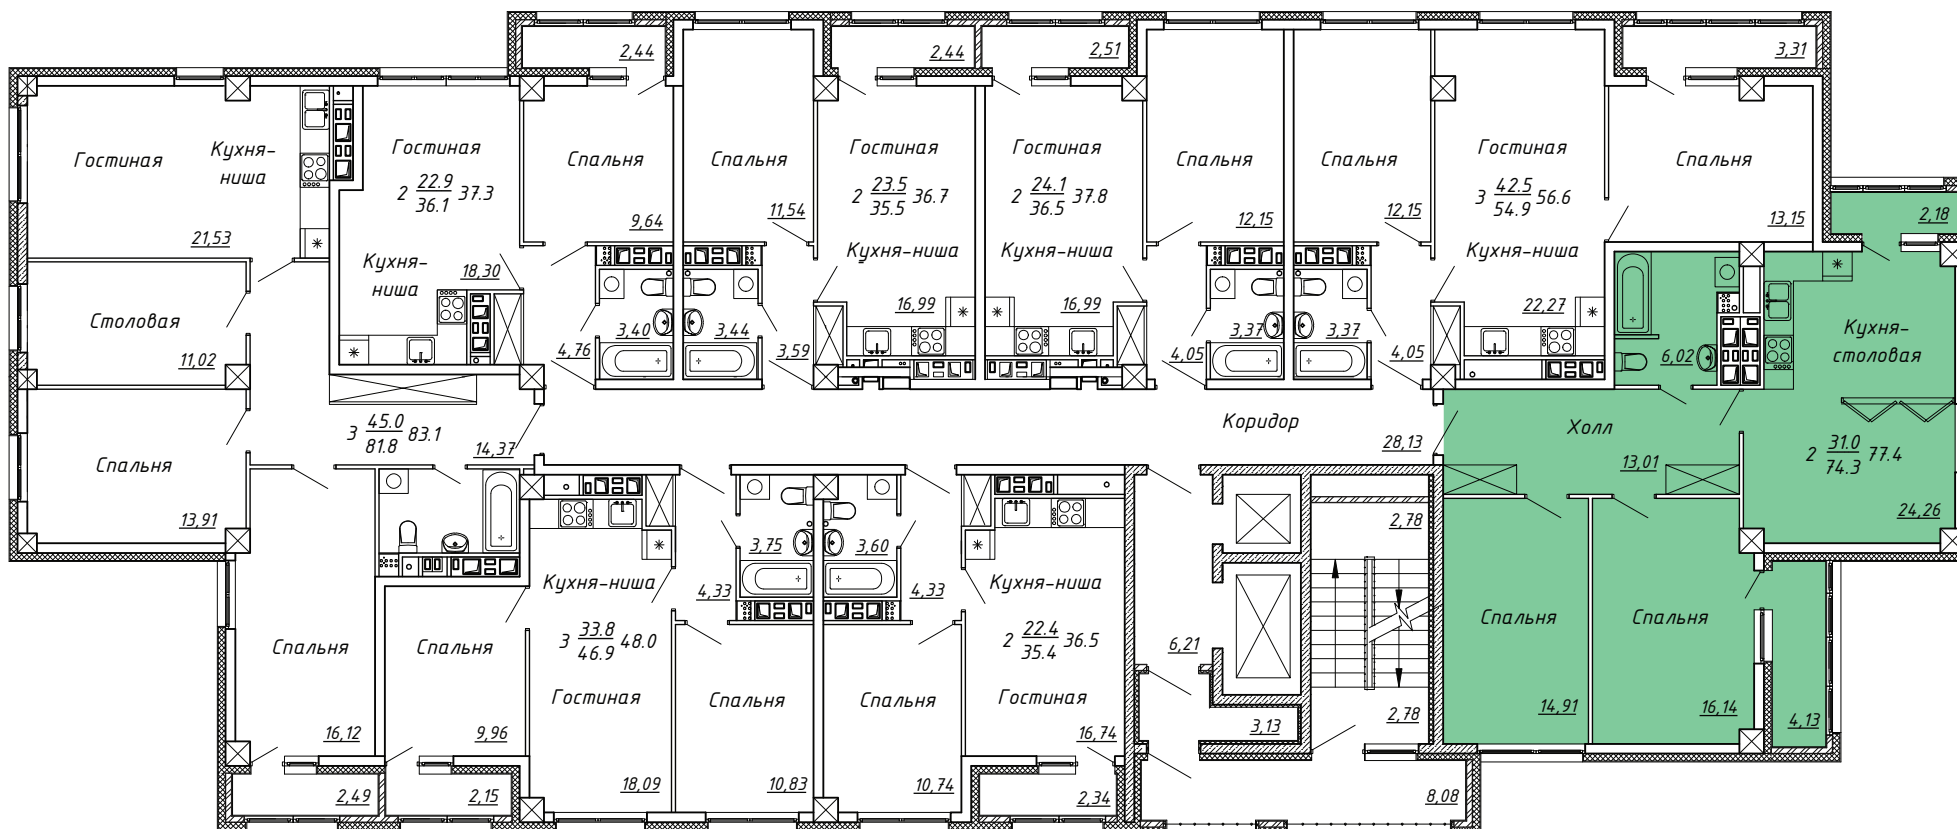 2,44
2,44
2,51
3,31
Гостиная
Кухня-
ниша
21,53
Гостиная
2 22.9 37.3
36.1
Кухня-
ниша
18,30
Спальня
9,64
Спальня
11,54
Гостиная
2 23.5 36.7
35.5
Кухня-ниша
16,99
Гостиная
2 24.1 37.8
36.5
Кухня-ниша
16,99
Спальня
12,15
Спальня
12,15
Гостиная
3 42.5 56.6
54.9
Кухня-ниша
22,27
Спальня
13,15
2,18
Столовая
11,02
4,76
3,40
3,44
3,59
4,05
3,37
3,37
4,05
6,02
Кухня-
столовая
3 45.0 83.1
81.8
14,37
Коридор
28,13
Холл
13,01
2 31.0 77.4
74.3
24,26
Спальня
13,91
Спальня
16,12
2,49
Спальня
9,96
2,15
Кухня-ниша
3 33.8 48.0
46.9
Гостиная
18,09
3,75
4,33
Спальня
10,83
3,60
4,33
Спальня
10,74
Кухня-ниша
2 22.4 36.5
35.4
Гостиная
16,74
2,34
6,21
3,13
2,78
2,78
8,08
Спальня
14,91
Спальня
16,14
4,13